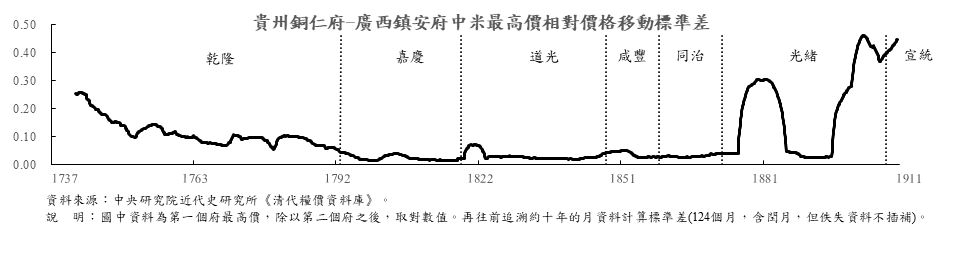 貴州銅仁府-廣西鎮安府中米最高價相對價格移動標準差
0.50
0.40
0.30
0.20
0.10
0.00
乾隆 嘉慶 道光 咸豐 同治 光緒 宣統
1737 1763 1792 1822 1851 1881 1911
資料來源：中央研究院近代史研究所《清代糧價資料庫》。
說　明：圖中資料為第一個府最高價，除以第二個府之後，取對數值。再往前追溯約十年的月資料計算標準差(124個月，含閏月，但佚失資料不插補)。